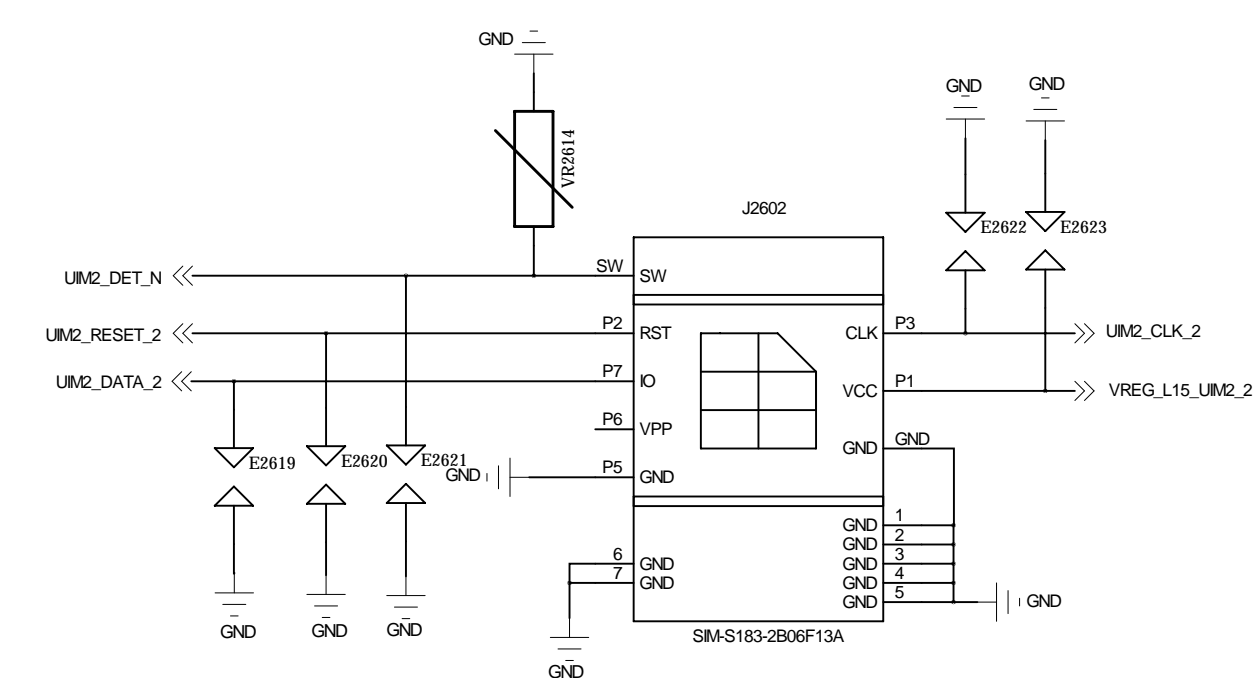 GND
GND
GND
VR2614
J2602
E2622
E2623
UIM2_DET_N
SW
SW
UIM2_RESET_2
P2
RST
CLK
P3
UIM2_CLK_2
UIM2_DATA_2
P7
IO
VCC
P1
VREG_L15_UIM2_2
P6
VPP
GND
GND
E2619
E2620
E2621
GND
P5
GND
GND
1
GND
2
GND
3
GND
4
GND
5
GND
6
GND
7
GND
GND
GND
GND
SIM-S183-2B06F13A
GND